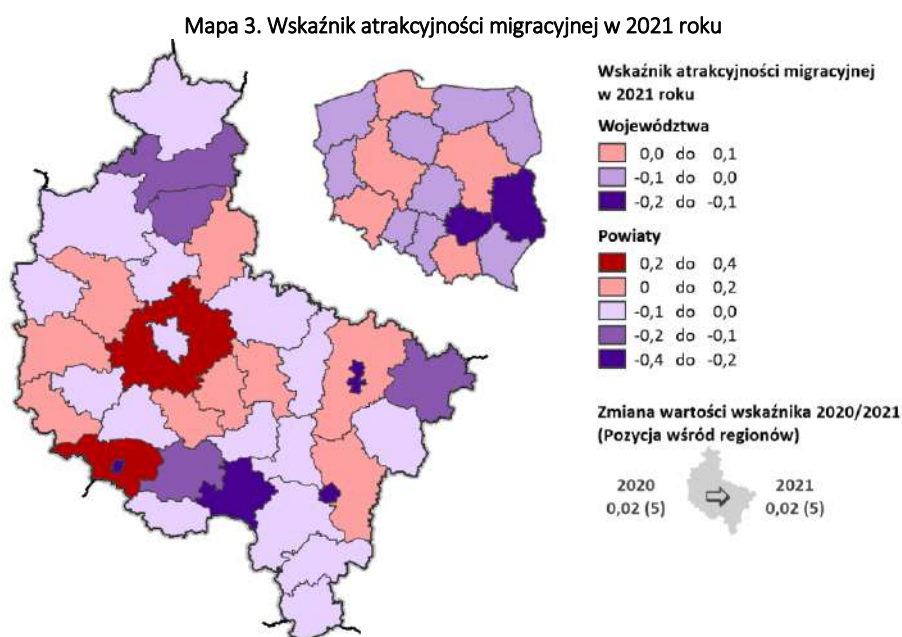 Mapa 3. Wskaźnik atrakcyjności migracyjnej w 2021 roku
Wskaźnik atrakcyjności migracyjnej
w 2021 roku
Województwa
0,0 do 0,1
-0,1 do 0,0
-0,2 do -0,1
Powiaty
0,2 do 0,4
0 do 0,2
-0,1 do 0,0
-0,2 do -0,1
-0,4 do -0,2
Zmiana wartości wskaźnika 2020/2021
(Pozycja wśród regionów)
2020 2021
0,02 (5) 0,02 (5)